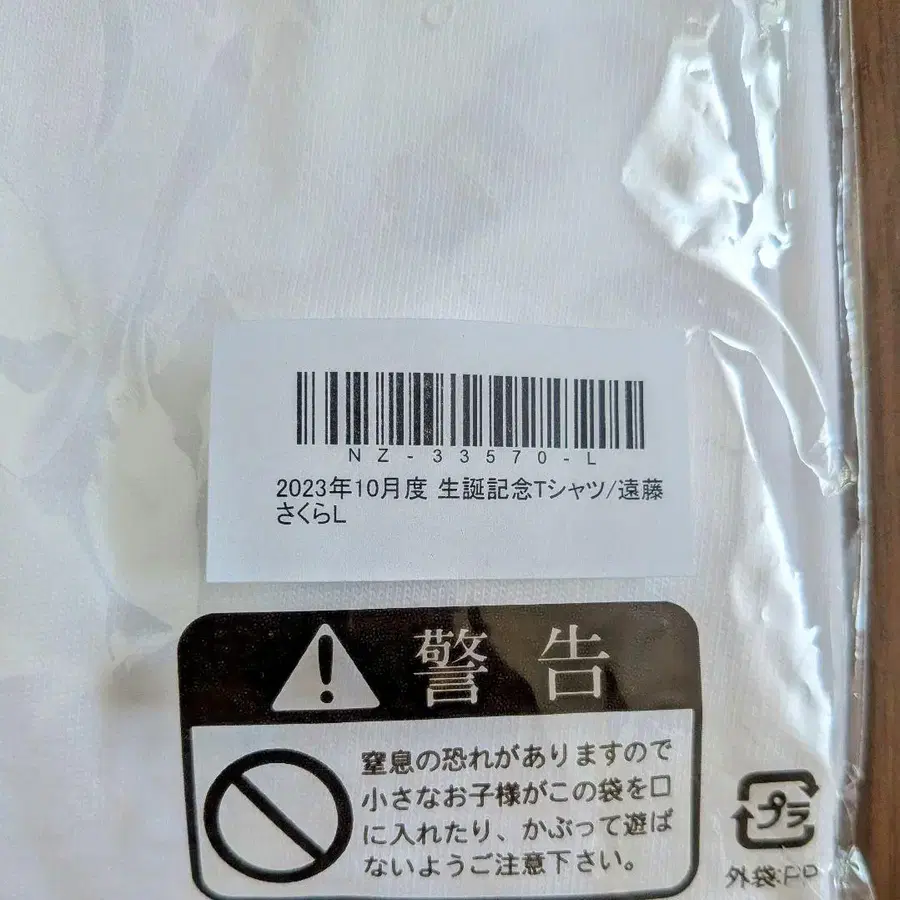 NZ-33570-L
2023年10月度 生誕記念Tシャツ/遠藤
さくらL
警告
窒息の恐れがありますので
小さなお子様がこの袋を口
に入れたり、かぶって遊ば
ないようご注意下さい。
プラ
外袋:PP